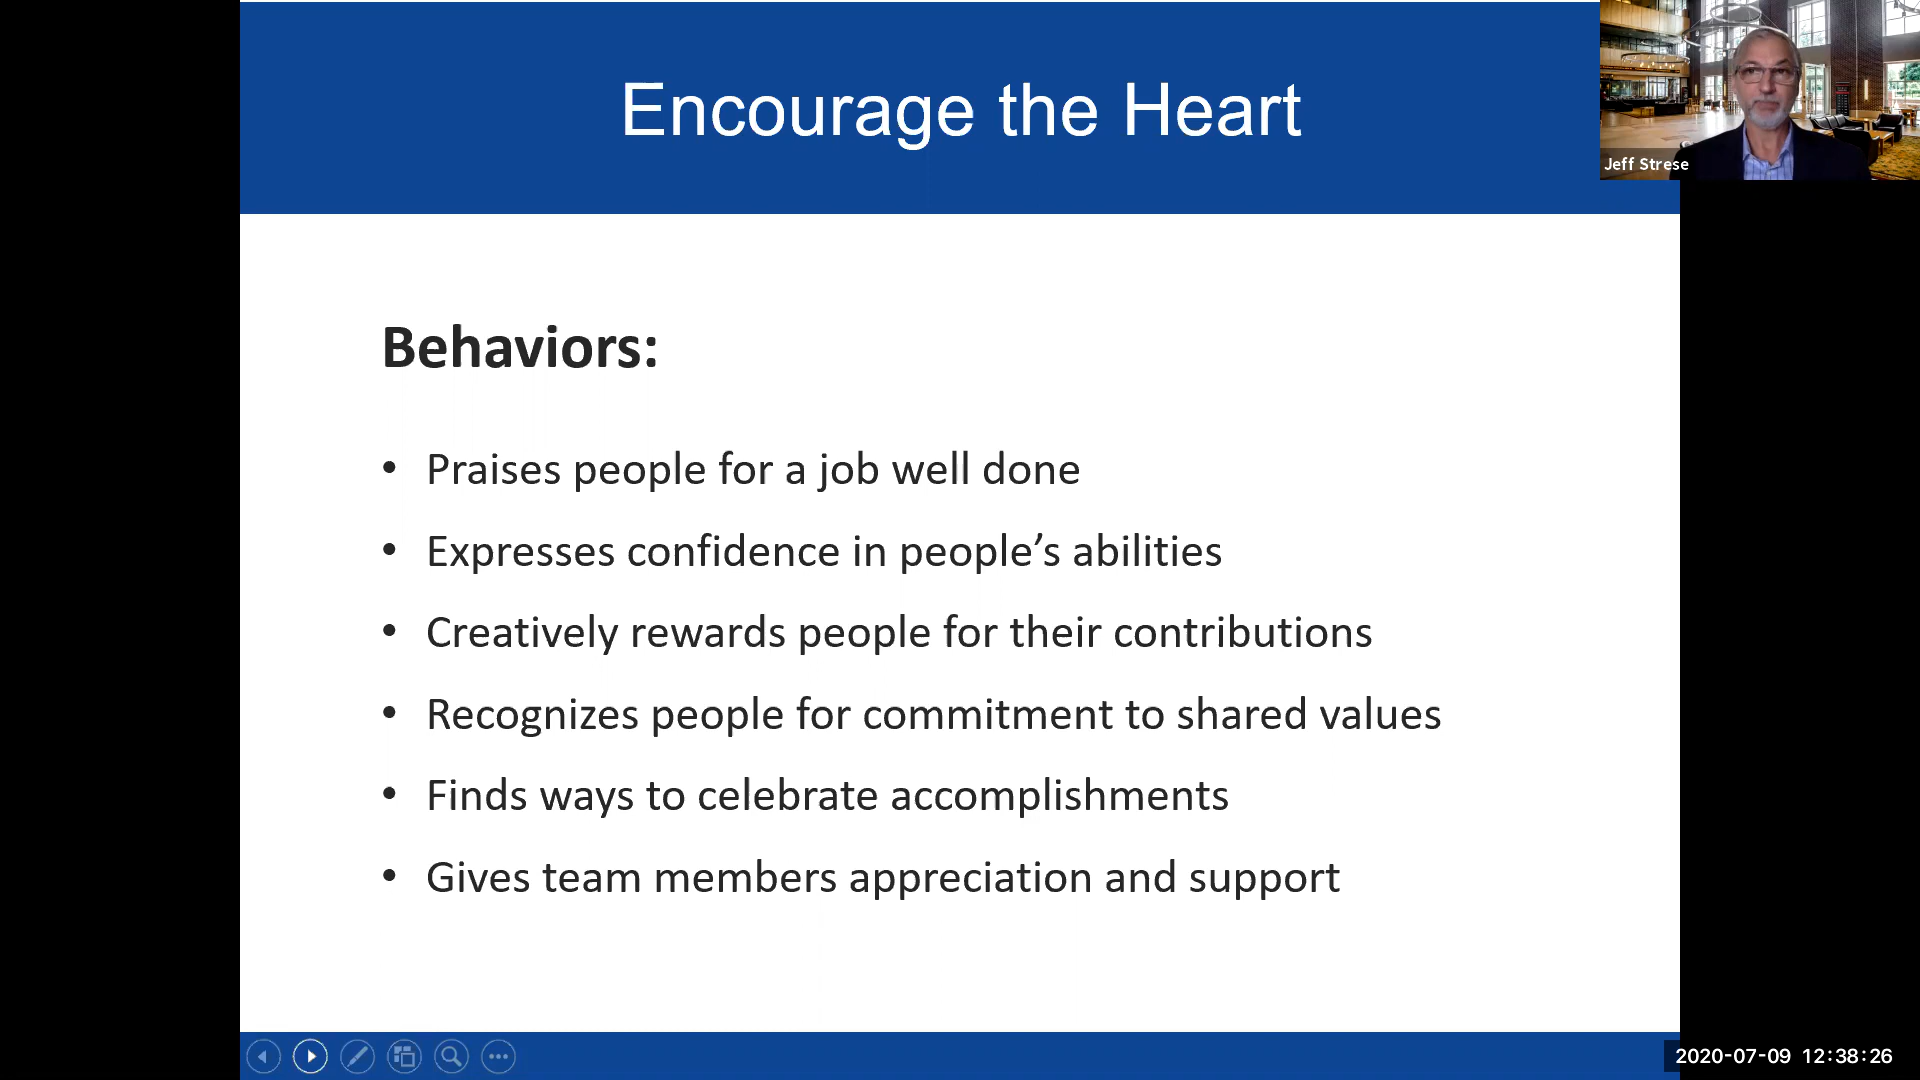 Encourage the Heart
Jeff Strese
Behaviors:
• Praises people for a job well done
• Expresses confidence in people’s abilities
• Creatively rewards people for their contributions
• Recognizes people for commitment to shared values
• Finds ways to celebrate accomplishments
• Gives team members appreciation and support
2020-07-09 12:38:26